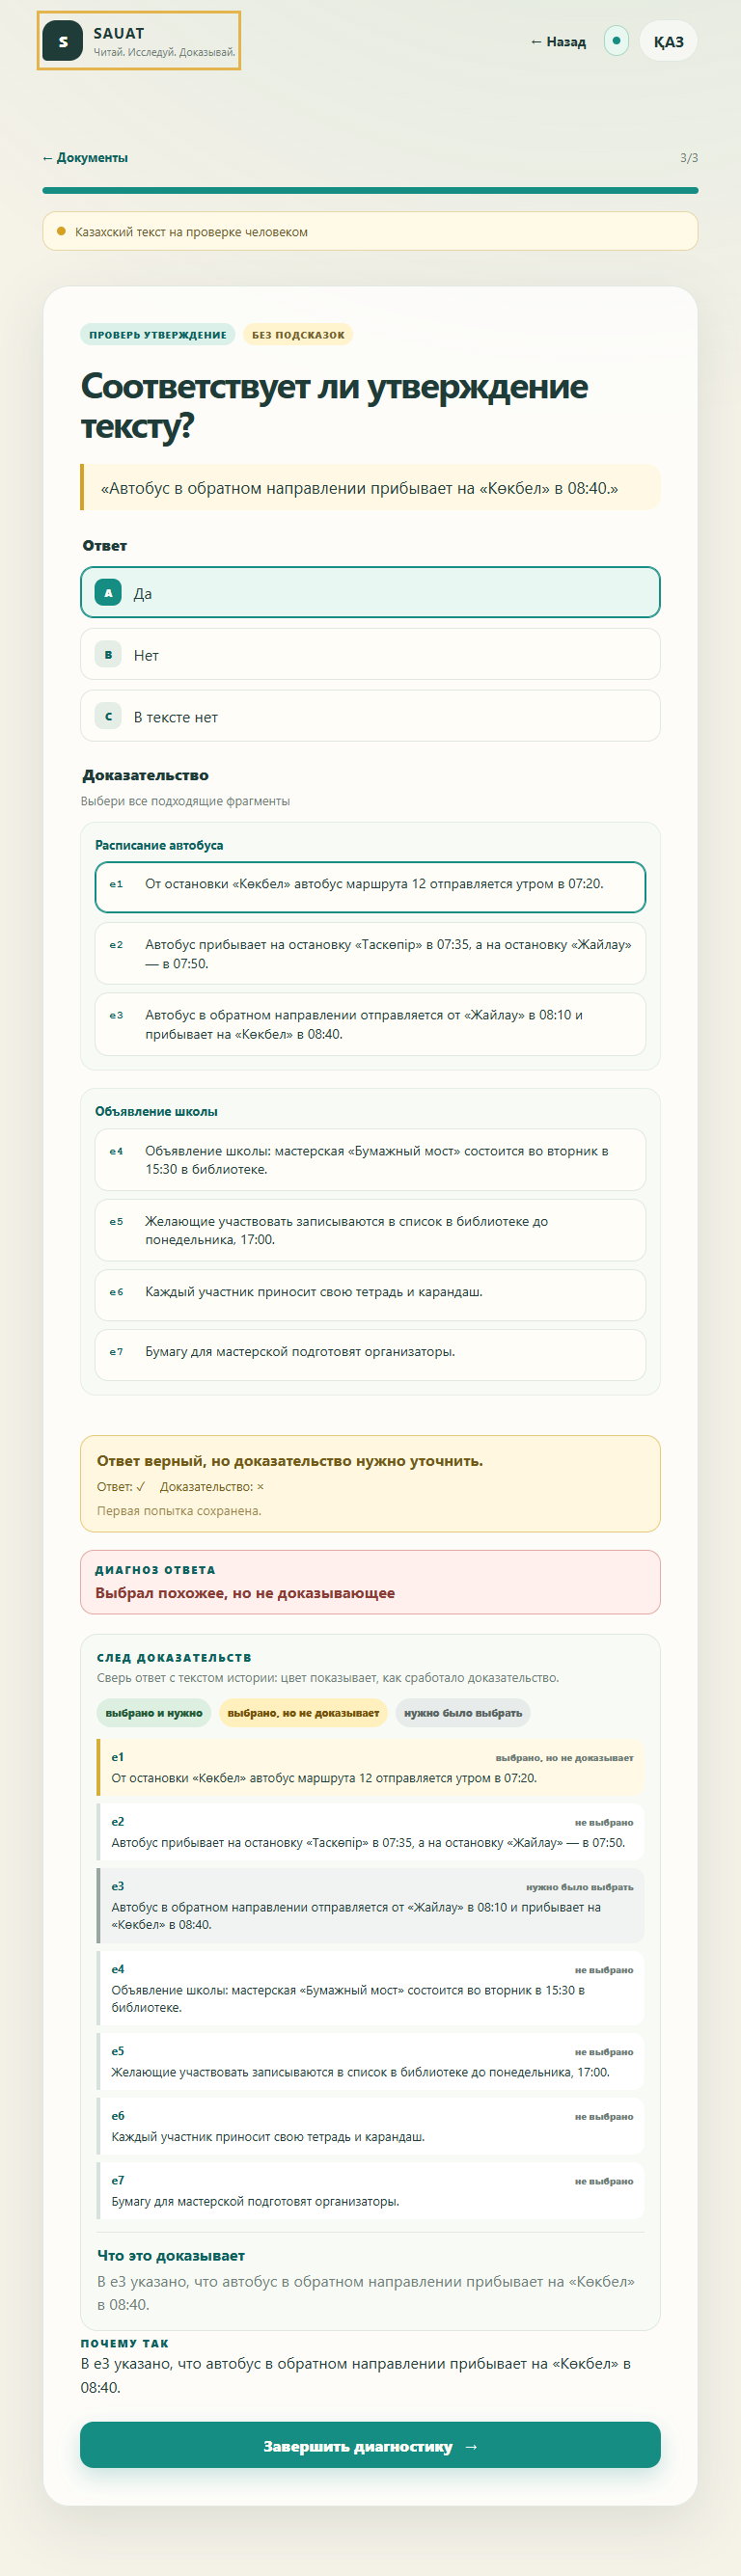 S
SAUAT
Читай. Исследуй. Доказывай.
← Назад
ҚАЗ
← Документы
3/3
Казахский текст на проверке человеком
ПРОВЕРЬ УТВЕРЖДЕНИЕ
БЕЗ ПОДСКАЗОК
Соответствует ли утверждение
тексту?
«Автобус в обратном направлении прибывает на «Көкбел» в 08:40.»
Ответ
A Да
B Нет
C В тексте нет
Доказательство
Выбери все подходящие фрагменты
Расписание автобуса
e1 От остановки «Көкбел» автобус маршрута 12 отправляется утром в 07:20.
e2 Автобус прибывает на остановку «Таскөпір» в 07:35, а на остановку «Жайлау»
— в 07:50.
e3 Автобус в обратном направлении отправляется от «Жайлау» в 08:10 и
прибывает на «Көкбел» в 08:40.
Объявление школы
e4 Объявление школы: мастерская «Бумажный мост» состоится во вторник в
15:30 в библиотеке.
e5 Желающие участвовать записываются в список в библиотеке до
понедельника, 17:00.
e6 Каждый участник приносит свою тетрадь и карандаш.
e7 Бумагу для мастерской подготовят организаторы.
Ответ верный, но доказательство нужно уточнить.
Ответ: ✓ Доказательство: ×
Первая попытка сохранена.
ДИАГНОЗ ОТВЕТА
Выбрал похожее, но не доказывающее
СЛЕД ДОКАЗАТЕЛЬСТВ
Сверь ответ с текстом истории: цвет показывает, как сработало доказательство.
выбрано и нужно
выбрано, но не доказывает
нужно было выбрать
e1 выбрано, но не доказывает
От остановки «Көкбел» автобус маршрута 12 отправляется утром в 07:20.
e2 не выбрано
Автобус прибывает на остановку «Таскөпір» в 07:35, а на остановку «Жайлау» — в 07:50.
e3 нужно было выбрать
Автобус в обратном направлении отправляется от «Жайлау» в 08:10 и прибывает на
«Көкбел» в 08:40.
e4 не выбрано
Объявление школы: мастерская «Бумажный мост» состоится во вторник в 15:30 в
библиотеке.
e5 не выбрано
Желающие участвовать записываются в список в библиотеке до понедельника, 17:00.
e6 не выбрано
Каждый участник приносит свою тетрадь и карандаш.
e7 не выбрано
Бумагу для мастерской подготовят организаторы.
Что это доказывает
В e3 указано, что автобус в обратном направлении прибывает на «Көкбел»
в 08:40.
ПОЧЕМУ ТАК
В e3 указано, что автобус в обратном направлении прибывает на «Көкбел» в
08:40.
Завершить диагностику →